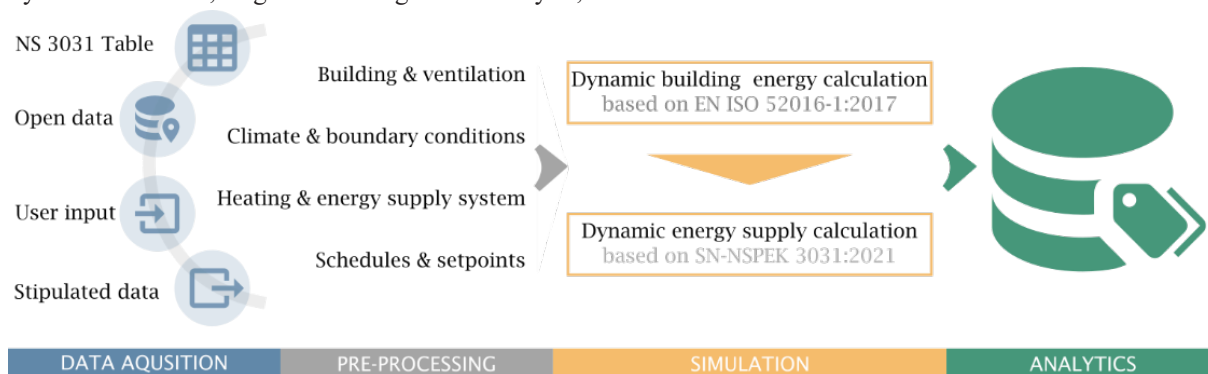 NS 3031 Table
Open data
User input
Stipulated data
Building & ventilation
Climate & boundary conditions
Heating & energy supply system
Schedules & setpoints
Dynamic building energy calculation
based on EN ISO 52016-1:2017
Dynamic energy supply calculation
based on SN-NSPEK 3031:2021
DATA AQUSITION
PRE-PROCESSING
SIMULATION
ANALYTICS